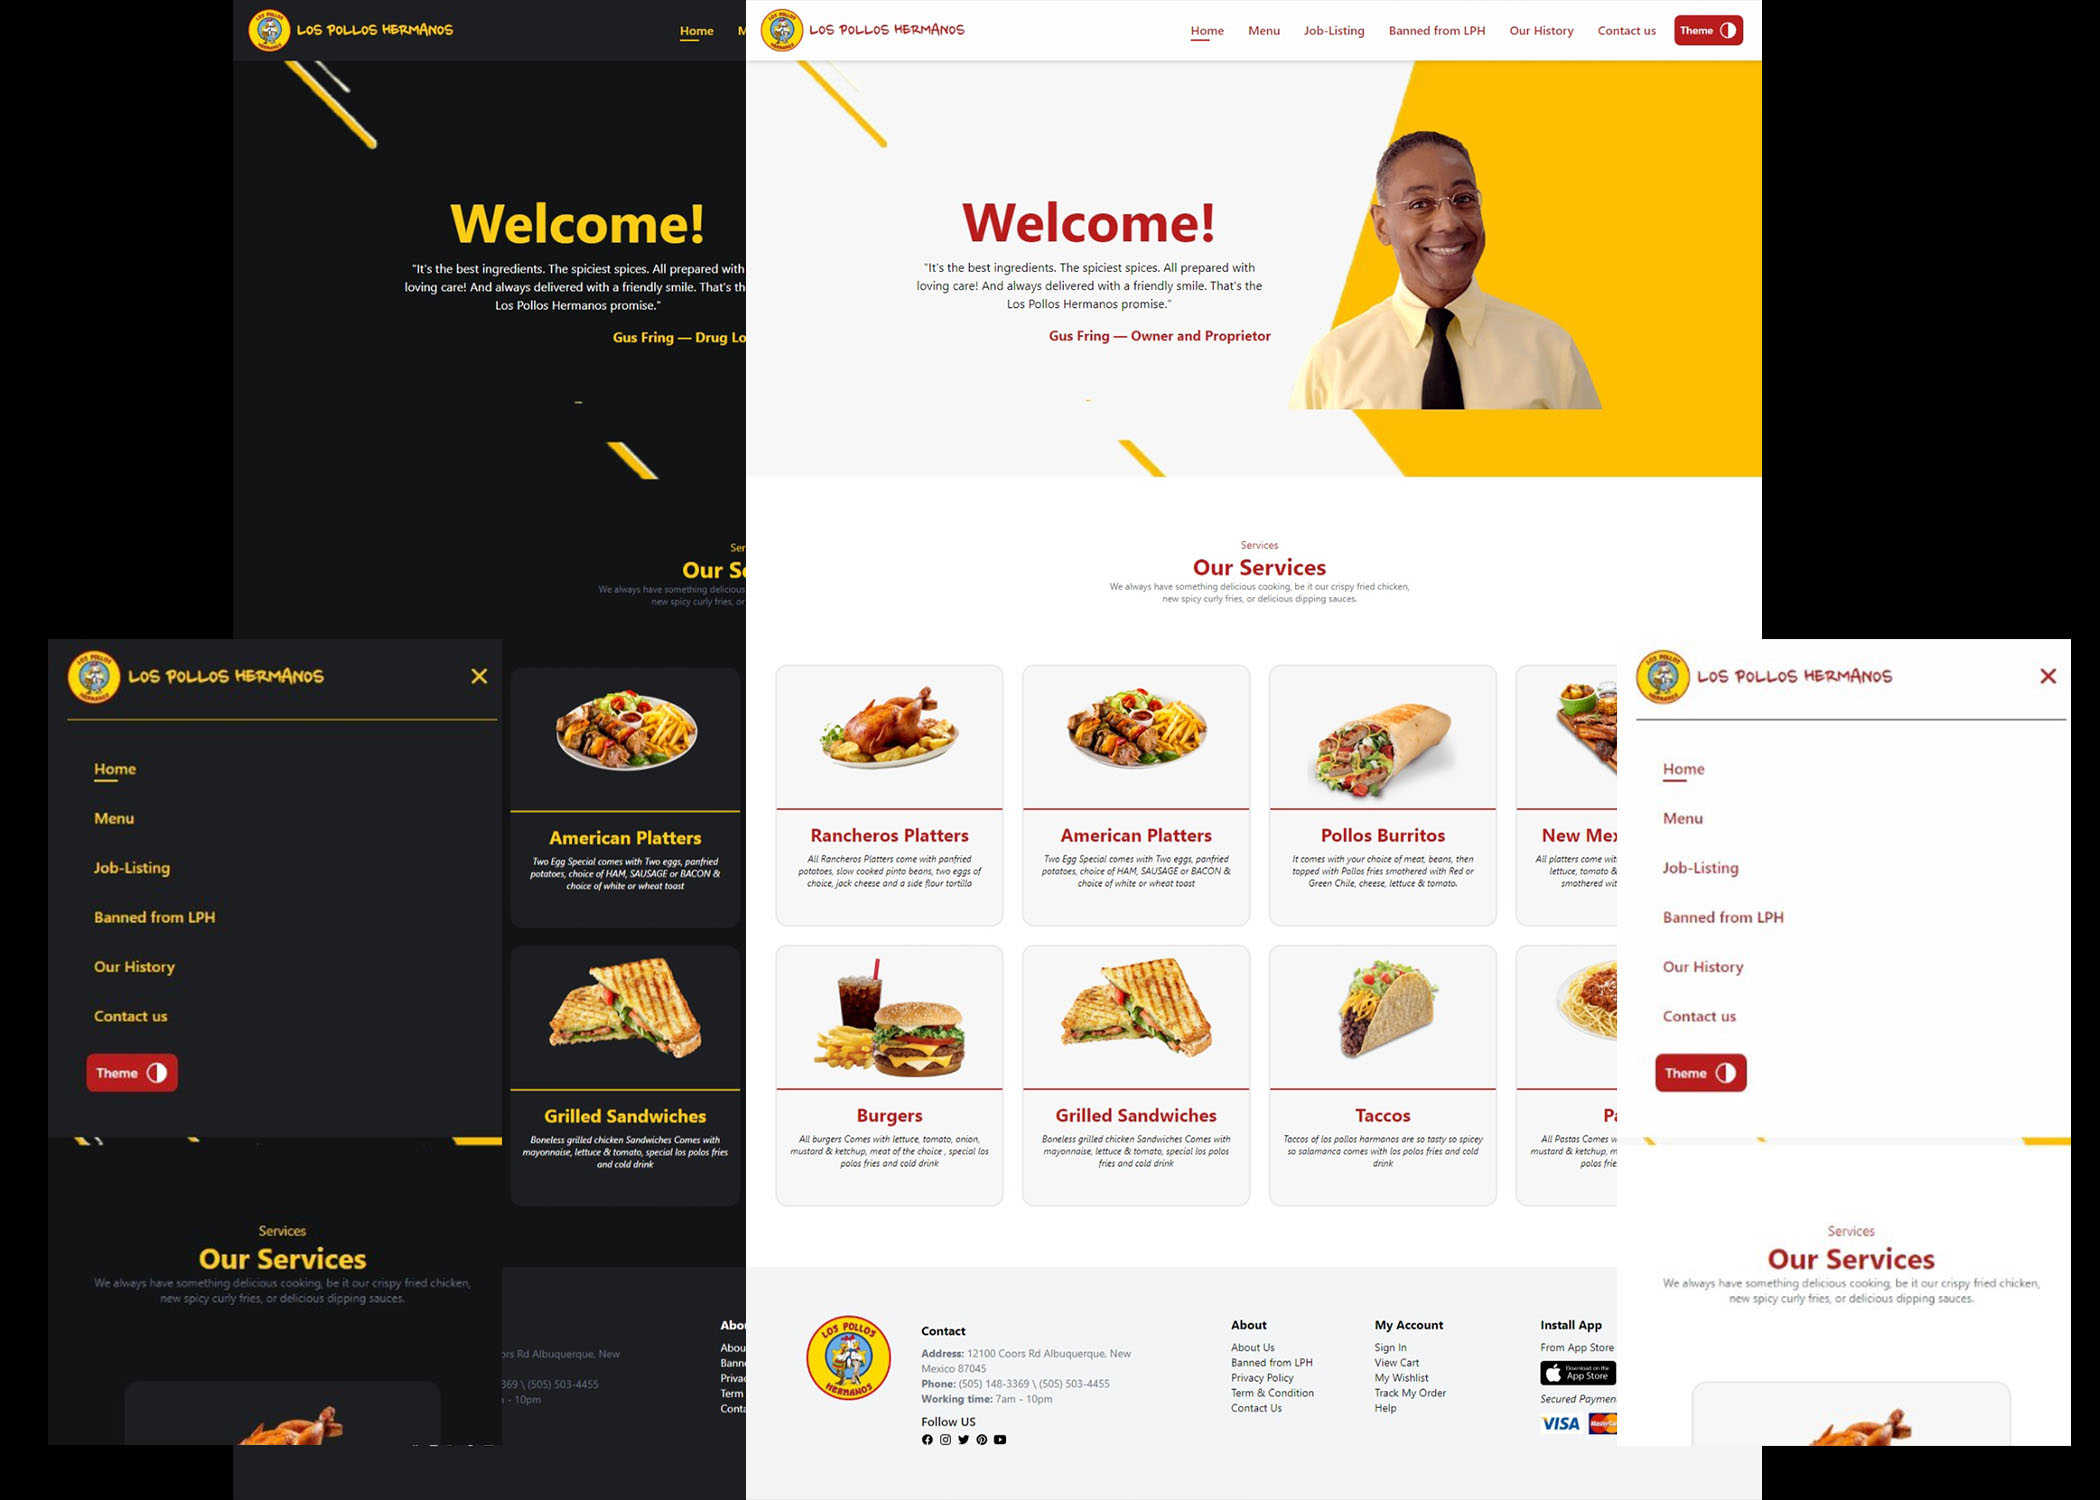 LOS POLLOS HERMANOS
Home
"It's the best ingredients. The spiciest spices. All prepared with
loving care! And always delivered with a friendly smile. That's
Los Pollos Hermanos promise."
Welcome!
Gus Fring — Drug
Services
Our
We always have something delicious
new spicy curly fries, or
American Platters
Two Egg Special comes with Two eggs, panfried
potatoes, choice of HAM, SAUSAGE or BACON &
choice of white or wheat toast
Grilled Sandwiches
Boneless grilled chicken Sandwiches Comes with
mayonnaise, lettuce & tomato, special los polos fries
and cold drink
Rd Albuquerque, New
(505) 503-4455
- 10pm
LOS POLLOS HERMANOS
Home
Menu
Job-Listing
Banned from LPH
Our History
Contact us
Theme
Services
Our Services
We always have something delicious cooking, be it our crispy fried chicken,
new spicy curly fries, or delicious dipping sauces.
LOS POLLOS HERMANOS
Home Menu Job-Listing Banned from LPH Our History Contact us Theme
Welcome!
"It's the best ingredients. The spiciest spices. All prepared with
loving care! And always delivered with a friendly smile. That's the
Los Pollos Hermanos promise."
Gus Fring — Owner and Proprietor
Services
Our Services
We always have something delicious cooking, be it our crispy fried chicken,
new spicy curly fries, or delicious dipping sauces.
Rancheros Platters
All Rancheros Platters come with panfried
potatoes, slow cooked pinto beans, two eggs of
choice, jack cheese and a side flour tortilla
American Platters
Two Egg Special comes with Two eggs, panfried
potatoes, choice of HAM, SAUSAGE or BACON &
choice of white or wheat toast
Pollos Burritos
It comes with your choice of meat, beans, then
topped with Pollos fries smothered with Red or
Green Chile, cheese, lettuce & tomato.
New
All platters come
lettuce, tomato &
smothered
Burgers
All burgers Comes with lettuce, tomato, onion,
mustard & ketchup, meat of the choice , special los
polos fries and cold drink
Grilled Sandwiches
Boneless grilled chicken Sandwiches Comes with
mayonnaise, lettuce & tomato, special los polos
fries and cold drink
Taccos
Taccos of los pollos harmanos are so tasty so spicey
so salamanca comes with los polos fries and cold
drink
All Pastas Comes
mustard & ketchup,
polos
LOS POLLOS
HERMANOS
Contact
Address: 12100 Coors Rd Albuquerque, New
Mexico 87045
Phone: (505) 148-3369 \ (505) 503-4455
Working time: 7am - 10pm
Follow US
About
About Us
Banned from LPH
Privacy Policy
Term & Condition
Contact Us
My Account
Sign In
View Cart
My Wishlist
Track My Order
Help
Install App
From App Store
Download on the
App Store
Secured
VISA MasterCard
LOS POLLOS HERMANOS
Home
Menu
Job-Listing
Banned from LPH
Our History
Contact us
Theme
Services
Our Services
We always have something delicious cooking, be it our crispy fried chicken,
new spicy curly fries, or delicious dipping sauces.